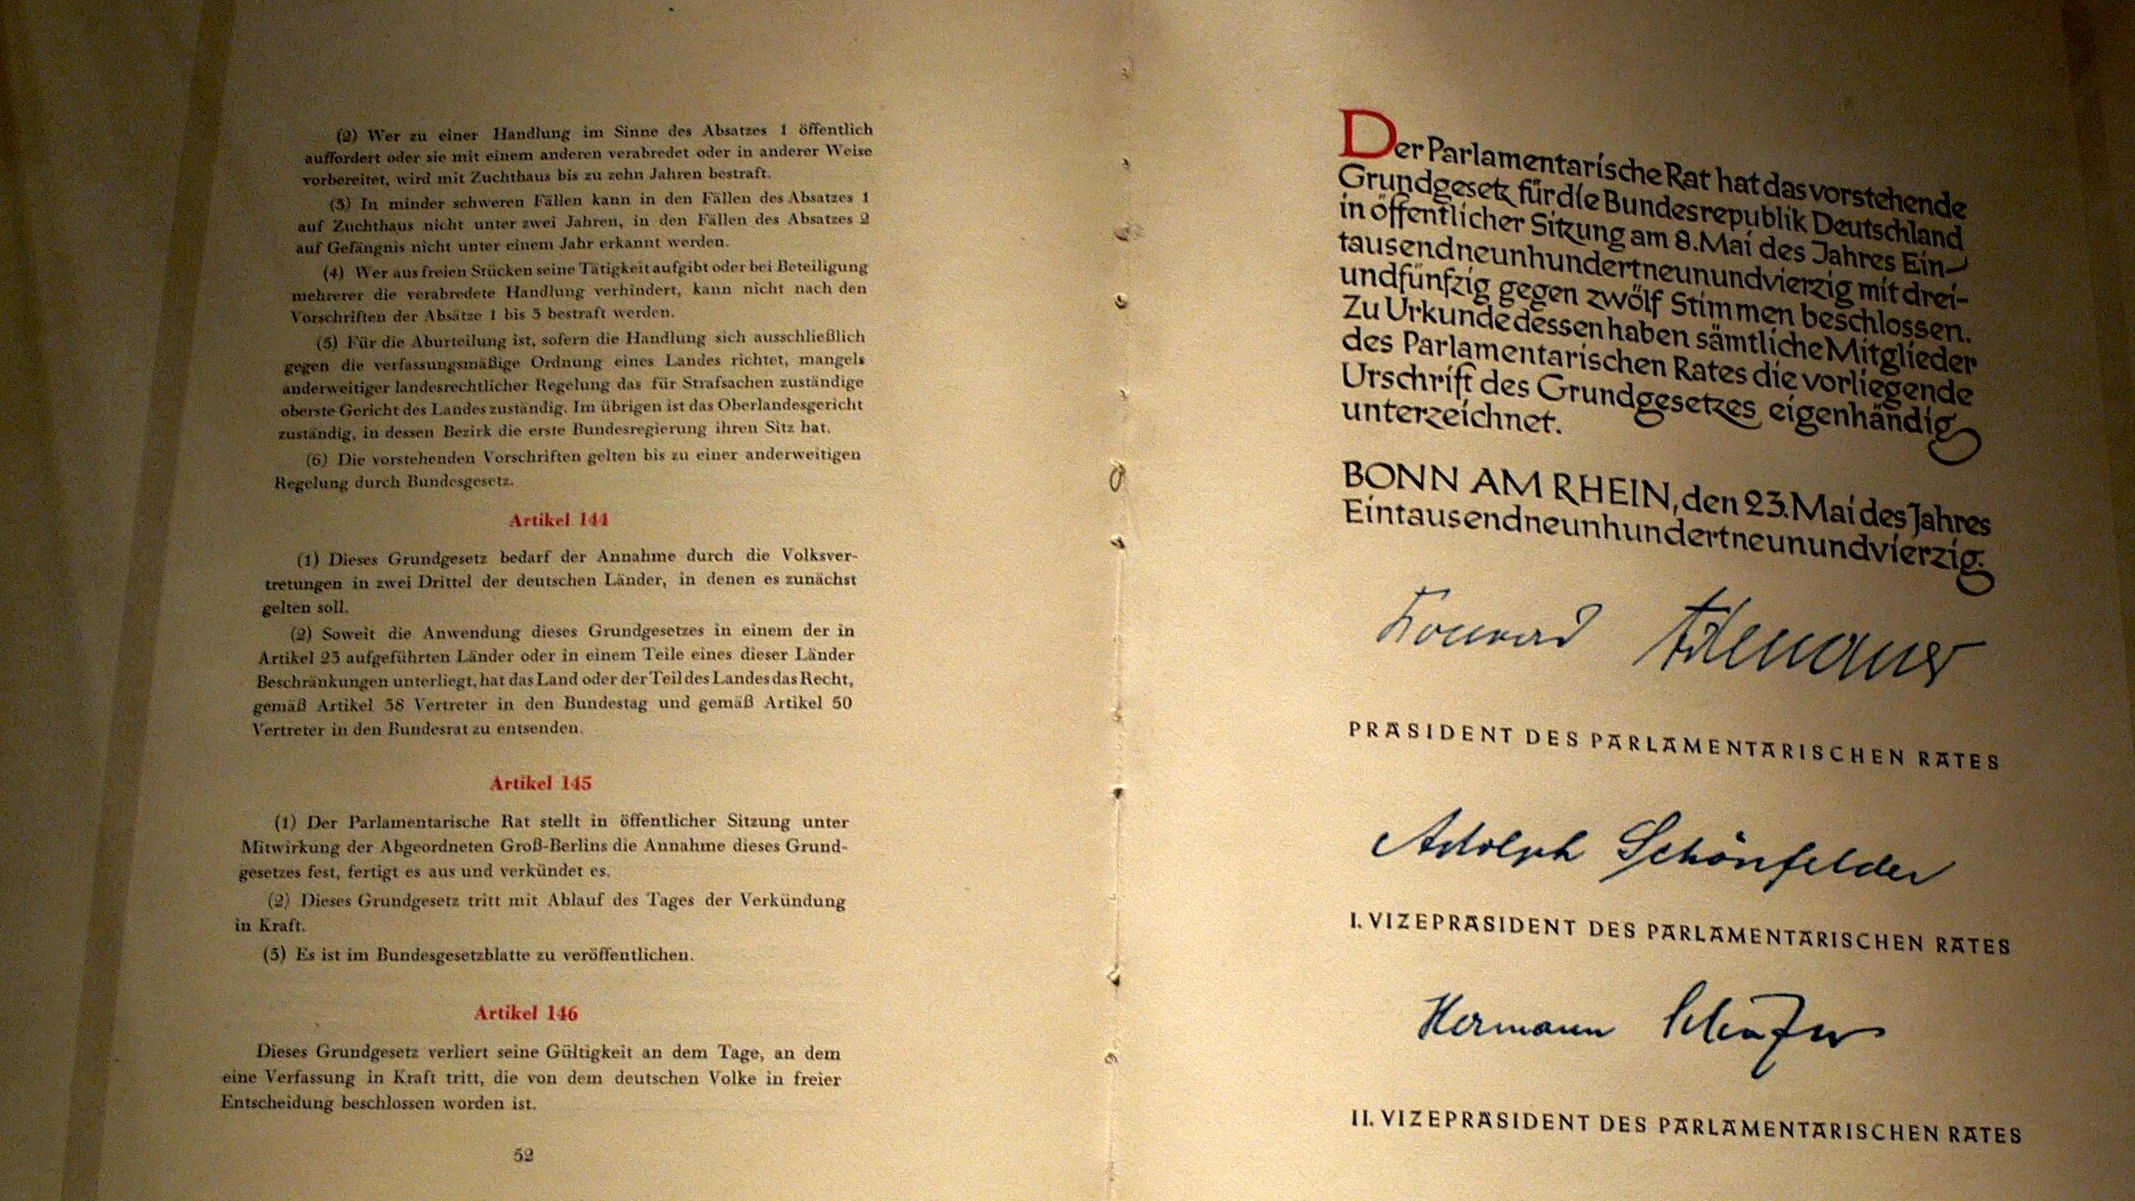 (2) Wer zu einer Handlung im Sinne des Absatzes 1 öffentlich
auffordert oder sie mit einem anderen verabredet oder in anderer Weise
vorbereitet, wird mit Zuchthaus bis zu zehn Jahren bestraft.
(3) In minder schweren Fällen kann in den Fällen des Absatzes 1
auf Zuchthaus nicht unter zwei Jahren, in den Fällen des Absatzes 2
auf Gefängnis nicht unter einem Jahr erkannt werden.
(4) Wer aus freien Stücken seine Tätigkeit aufgibt oder bei Beteiligung
mehrerer die verabredete Handlung verhindert, kann nicht nach den
Vorschriften der Absätze 1 bis 3 bestraft werden.
(5) Für die Aburteilung ist, sofern die Handlung sich ausschließlich
gegen die verfassungsmäßige Ordnung eines Landes richtet, mangels
anderweitiger landesrechtlicher Regelung das für Strafsachen zuständige
oberste Gericht des Landes zuständig. Im übrigen ist das Oberlandesgericht
zuständig, in dessen Bezirk die erste Bundesregierung ihren Sitz hat.
(6) Die vorstehenden Vorschriften gelten bis zu einer anderweitigen
Regelung durch Bundesgesetz.
Artikel 144
(1) Dieses Grundgesetz bedarf der Annahme durch die Volksver-
tretungen in zwei Drittel der deutschen Länder, in denen es zunächst
gelten soll.
(2) Soweit die Anwendung dieses Grundgesetzes in einem der in
Artikel 23 aufgeführten Länder oder in einem Teile eines dieser Länder
Beschränkungen unterliegt, hat das Land oder der Teil des Landes das Recht,
gemäß Artikel 38 Vertreter in den Bundestag und gemäß Artikel 50
Vertreter in den Bundesrat zu entsenden.
Artikel 145
(1) Der Parlamentarische Rat stellt in öffentlicher Sitzung unter
Mitwirkung der Abgeordneten Groß-Berlins die Annahme dieses Grund-
gesetzes fest, fertigt es aus und verkündet es.
(2) Dieses Grundgesetz tritt mit Ablauf des Tages der Verkündung
in Kraft.
(3) Es ist im Bundesgesetzblatte zu veröffentlichen.
Artikel 146
Dieses Grundgesetz verliert seine Gültigkeit an dem Tage, an dem
eine Verfassung in Kraft tritt, die von dem deutschen Volke in freier
Entscheidung beschlossen worden ist.
52
Der Parlamentarische Rat hat das vorstehende
Grundgesetz für die Bundesrepublik Deutschland
in öffentlicher Sitzung am 8. Mai des Jahres Ein-
tausendneunhundertneunundvierzig mit drei-
undfünfzig gegen zwölf Stimmen beschlossen.
Zu Urkunde dessen haben sämtliche Mitglieder
des Parlamentarischen Rates die vorliegende
Urschrift des Grundgesetzes eigenhändig
unterzeichnet.
BONN AM RHEIN, den 23. Mai des Jahres
Eintausendneunhundertneunundvierzig.
Konrad Adenauer
PRÄSIDENT DES PARLAMENTARISCHEN RATES
Adolph Schönfelder
I. VIZEPRÄSIDENT DES PARLAMENTARISCHEN RATES
Hermann Schäfer
II. VIZEPRÄSIDENT DES PARLAMENTARISCHEN RATES